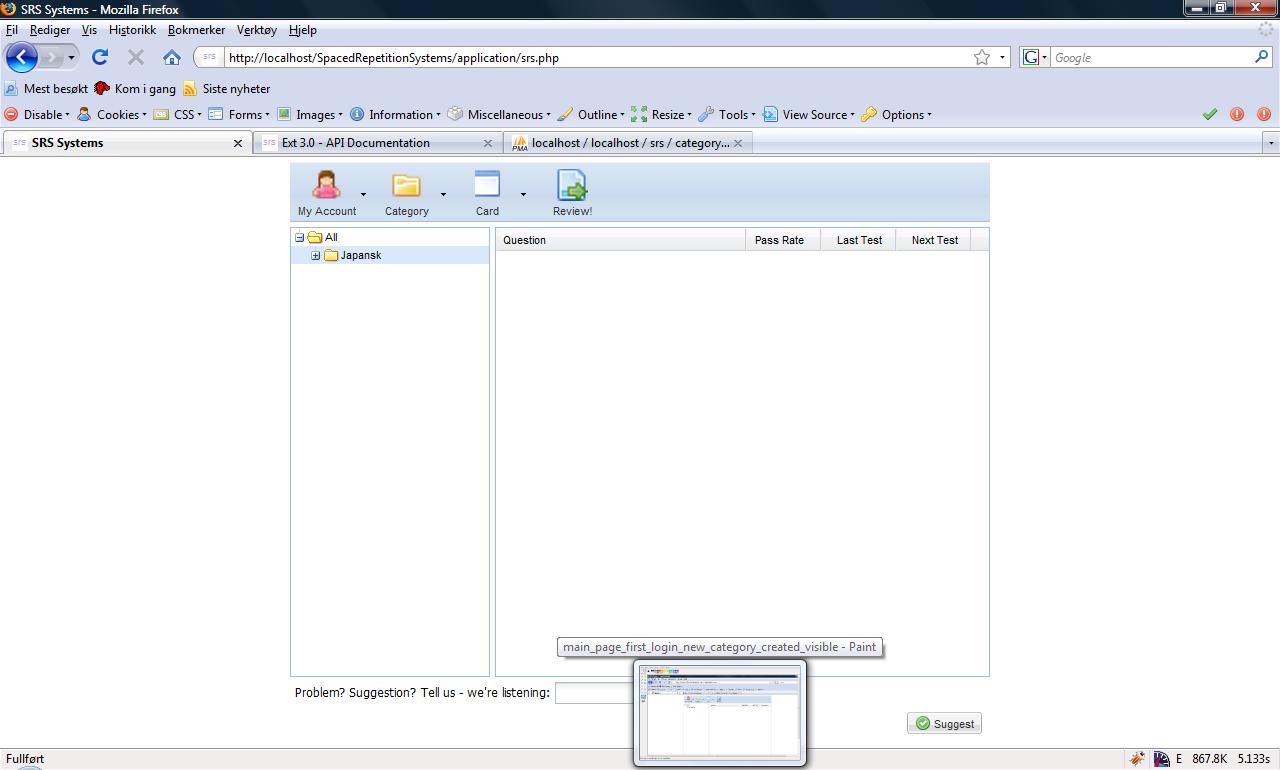 SRS Systems - Mozilla Firefox
Fil Rediger Vis Historikk Bokmerker Verktøy Hjelp
srs http://localhost/SpacedRepetitionSystems/application/srs.php G Google
Mest besøkt Kom i gang Siste nyheter
Disable Cookies CSS Forms Images Information Miscellaneous Outline Resize Tools View Source Options
srs SRS Systems srs Ext 3.0 - API Documentation PMA localhost / localhost / srs / category...
My Account Category Card Review!
All
Japansk
Question Pass Rate Last Test Next Test
main_page_first_login_new_category_created_visible - Paint
Problem? Suggestion? Tell us - we're listening:
Suggest
Fullført E 867.8K 5.133s